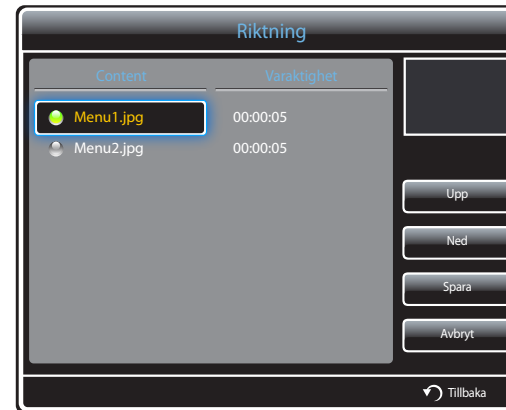 Riktning
Content Varaktighet
Menu1.jpg 00:00:05
Menu2.jpg 00:00:05
Upp
Ned
Spara
Avbryt
Tillbaka